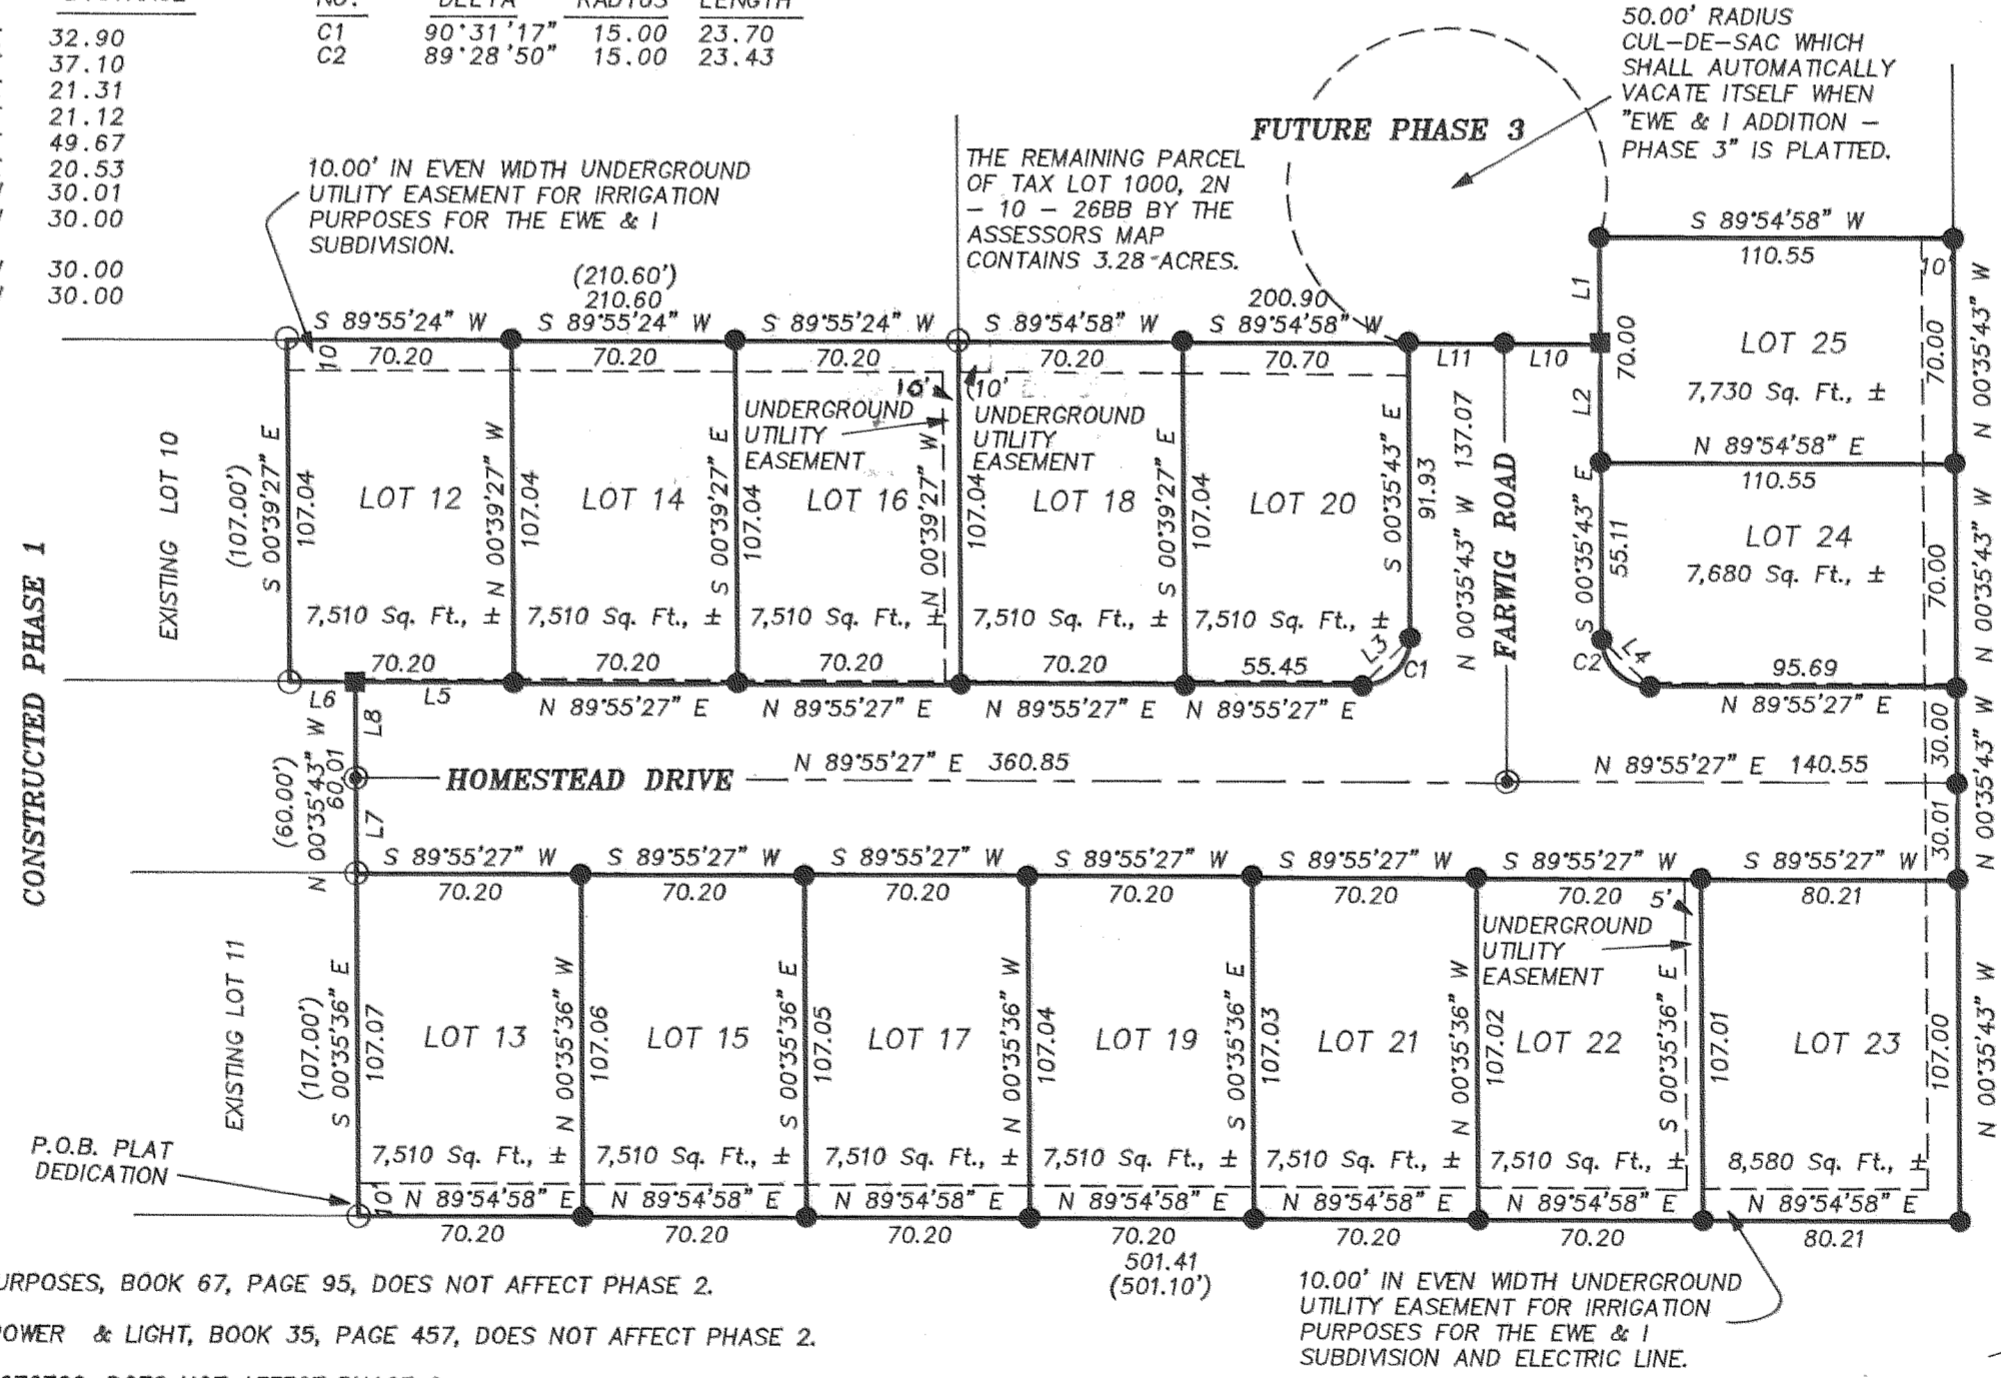 32.90
37.10
21.31
21.12
49.67
20.53
30.01
30.00
30.00
30.00
NO. DELTA RADIUS LENGTH
C1 90°31'17" 15.00 23.70
C2 89°28'50" 15.00 23.43
50.00' RADIUS
CUL-DE-SAC WHICH
SHALL AUTOMATICALLY
VACATE ITSELF WHEN
"EWE & I ADDITION -
PHASE 3" IS PLATTED.
FUTURE PHASE 3
10.00' IN EVEN WIDTH UNDERGROUND
UTILITY EASEMENT FOR IRRIGATION
PURPOSES FOR THE EWE & I
SUBDIVISION.
THE REMAINING PARCEL
OF TAX LOT 1000, 2N
- 10 - 26BB BY THE
ASSESSORS MAP
CONTAINS 3.28 ACRES.
(210.60')
210.60
200.90
S 89°55'24" W
S 89°55'24" W
S 89°55'24" W
S 89°54'58" W
S 89°54'58" W
70.20
70.20
70.20
70.20
70.70
L11
L10
10'
10'
(10'
UNDERGROUND
UTILITY
EASEMENT
UNDERGROUND
UTILITY
EASEMENT
S 89°54'58" W
110.55
10'
L1
70.00
LOT 25
7,730 Sq. Ft., ±
70.00
N 00°35'43" W
L2
N 89°54'58" E
110.55
S 00°35'43" E
55.11
LOT 24
7,680 Sq. Ft., ±
70.00
N 00°35'43" W
L4
C2
95.69
N 89°55'27" E
CONSTRUCTED PHASE 1
EXISTING LOT 10
(107.00')
S 00°39'27" E
107.04
LOT 12
7,510 Sq. Ft., ±
N 00°39'27" W
107.04
LOT 14
7,510 Sq. Ft., ±
S 00°39'27" E
107.04
LOT 16
7,510 Sq. Ft., ±
N 00°39'27" W
107.04
LOT 18
7,510 Sq. Ft., ±
S 00°39'27" E
107.04
LOT 20
7,510 Sq. Ft., ±
S 00°35'43" E
91.93
N 00°35'43" W 137.07
FARWIG ROAD
L3
C1
70.20
70.20
70.20
70.20
55.45
L6
L5
N 89°55'27" E
N 89°55'27" E
N 89°55'27" E
N 89°55'27" E
L8
L7
(60.00')
N 00°35'43" W
60.01
HOMESTEAD DRIVE
N 89°55'27" E 360.85
N 89°55'27" E 140.55
30.00
30.01
N 00°35'43" W
S 89°55'27" W
S 89°55'27" W
S 89°55'27" W
S 89°55'27" W
S 89°55'27" W
S 89°55'27" W
S 89°55'27" W
70.20
70.20
70.20
70.20
70.20
70.20
80.21
5'
UNDERGROUND
UTILITY
EASEMENT
EXISTING LOT 11
(107.00')
S 00°35'36" E
107.07
LOT 13
7,510 Sq. Ft., ±
N 00°35'36" W
107.06
LOT 15
7,510 Sq. Ft., ±
S 00°35'36" E
107.05
LOT 17
7,510 Sq. Ft., ±
N 00°35'36" W
107.04
LOT 19
7,510 Sq. Ft., ±
S 00°35'36" E
107.03
LOT 21
7,510 Sq. Ft., ±
N 00°35'36" W
107.02
LOT 22
7,510 Sq. Ft., ±
S 00°35'36" E
107.01
LOT 23
8,580 Sq. Ft., ±
107.00
N 00°35'43" W
P.O.B. PLAT
DEDICATION
10'
N 89°54'58" E
N 89°54'58" E
N 89°54'58" E
N 89°54'58" E
N 89°54'58" E
N 89°54'58" E
N 89°54'58" E
70.20
70.20
70.20
70.20
70.20
70.20
80.21
501.41
(501.10')
URPOSES, BOOK 67, PAGE 95, DOES NOT AFFECT PHASE 2.
OWER & LIGHT, BOOK 35, PAGE 457, DOES NOT AFFECT PHASE 2.
10.00' IN EVEN WIDTH UNDERGROUND
UTILITY EASEMENT FOR IRRIGATION
PURPOSES FOR THE EWE & I
SUBDIVISION AND ELECTRIC LINE.